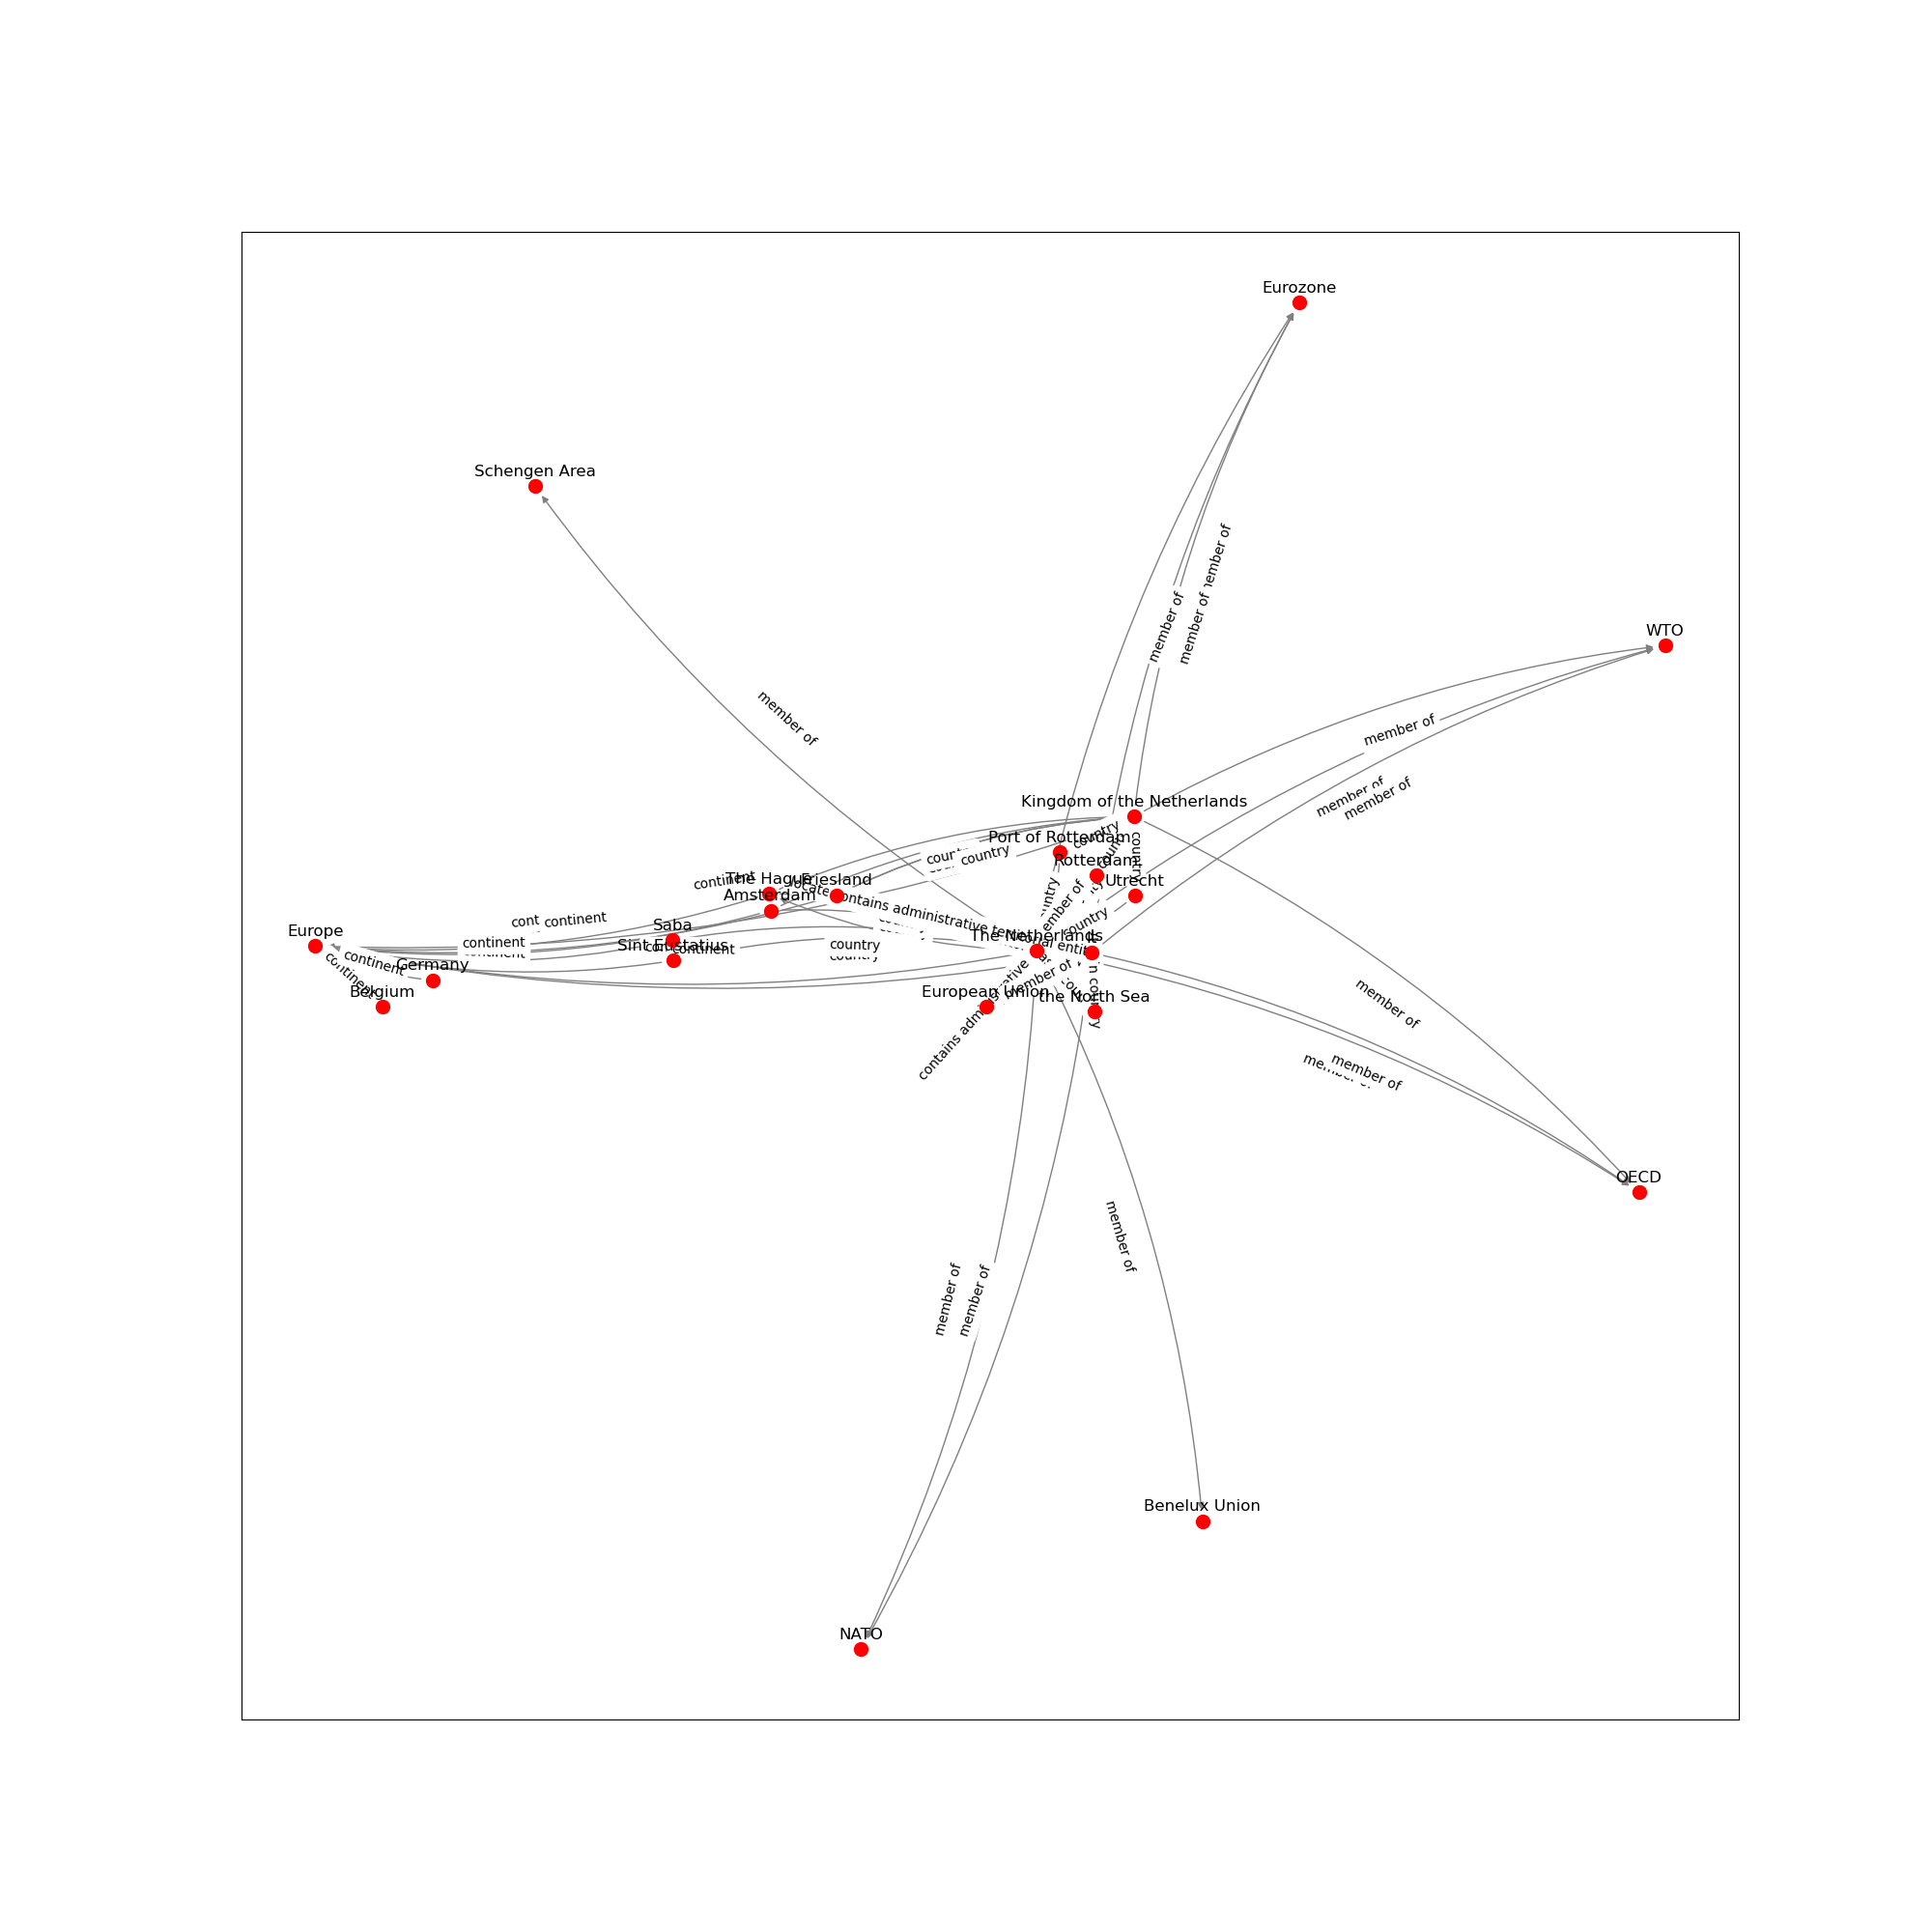 Eurozone
Schengen Area
member of
member of
member of
WTO
member of
member of
member of
member of
Kingdom of the Netherlands
country
Port of Rotterdam
country
country
Rotterdam
The Hague
Friesland
continent
Utrecht
Amsterdam
contains administrative
member of
country
continent
Saba
Europe
The Netherlands
continent
Sint Eustatius
country
continent
continent
Germany
continent
member of
Belgium
European Union
the North Sea
member of
member of
OECD
member of
member of
member of
Benelux Union
NATO